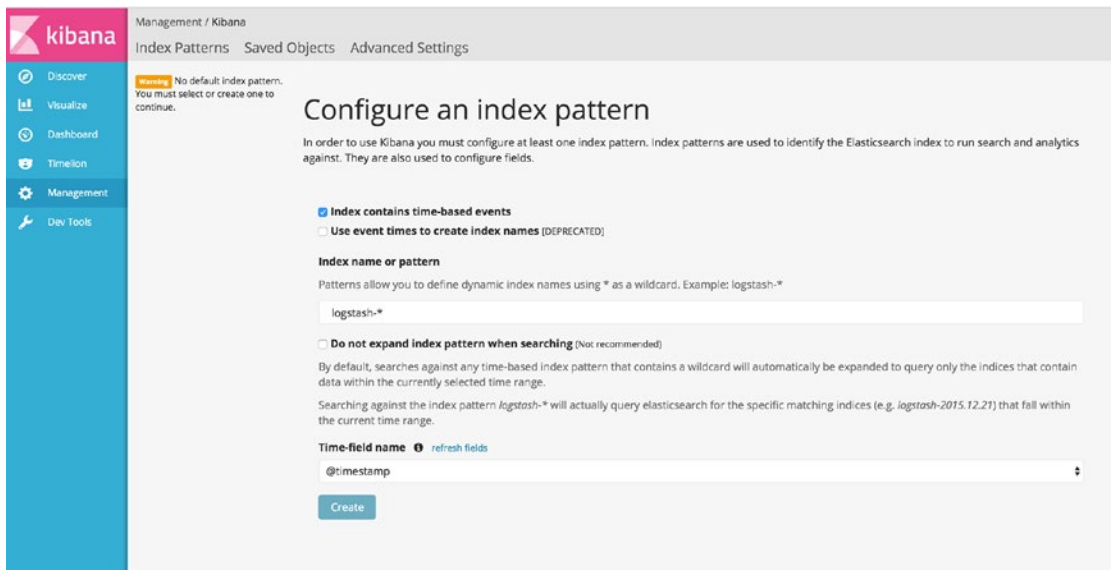 kibana
Discover
Visualize
Dashboard
Timelion
Management
Dev Tools
Management / Kibana
Index Patterns Saved Objects Advanced Settings
Warning No default index pattern.
You must select or create one to
continue.
Configure an index pattern
In order to use Kibana you must configure at least one index pattern. Index patterns are used to identify the Elasticsearch index to run search and analytics
against. They are also used to configure fields.
Index contains time-based events
Use event times to create index names [DEPRECATED]
Index name or pattern
Patterns allow you to define dynamic index names using * as a wildcard. Example: logstash-*
logstash-*
Do not expand index pattern when searching (Not recommended)
By default, searches against any time-based index pattern that contains a wildcard will automatically be expanded to query only the indices that contain
data within the currently selected time range.
Searching against the index pattern logstash-* will actually query elasticsearch for the specific matching indices (e.g. logstash-2015.12.21) that fall within
the current time range.
Time-field name refresh fields
@timestamp
Create